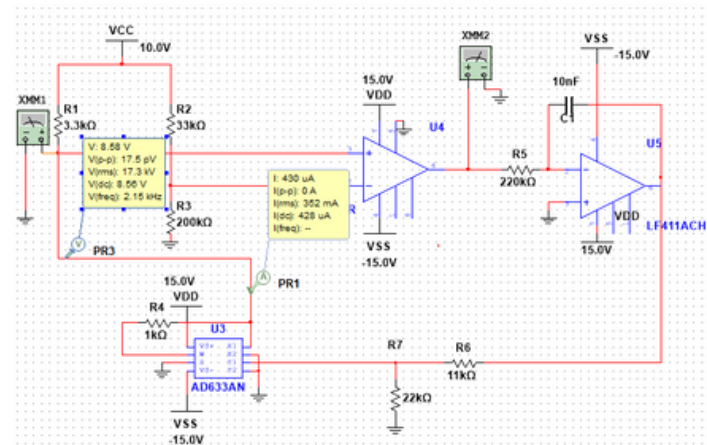 VCC
10.0V
XMM1
R1
3.3kΩ
R2
33kΩ
V: 8.58 V
V(p-p): 17.5 pV
V(rms): 17.3 kV
V(dc): 8.56 V
V(freq): 2.15 kHz
R3
200kΩ
PR3
15.0V
VDD
U4
I: 430 uA
I(p-p): 0 A
I(rms): 352 mA
I(dc): 428 uA
I(freq): --
R
VSS
-15.0V
PR1
XMM2
R5
220kΩ
VSS
-15.0V
10nF
C1
U5
VDD
LF411ACH
15.0V
15.0V
VDD
R4
1kΩ
U3
AD633AN
VSS
-15.0V
R7
22kΩ
R6
11kΩ